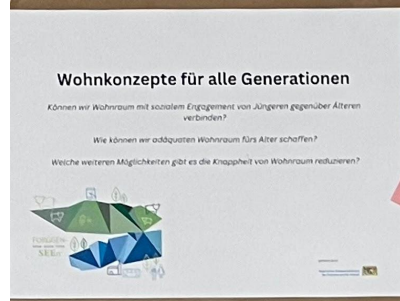 Wohnkonzepte für alle Generationen
Können wir Wohnraum mit sozialem Engagement von Jüngeren gegenüber Älteren
verbinden?
Wie können wir adäquaten Wohnraum fürs Alter schaffen?
Welche weiteren Möglichkeiten gibt es die Knappheit von Wohnraum reduzieren?